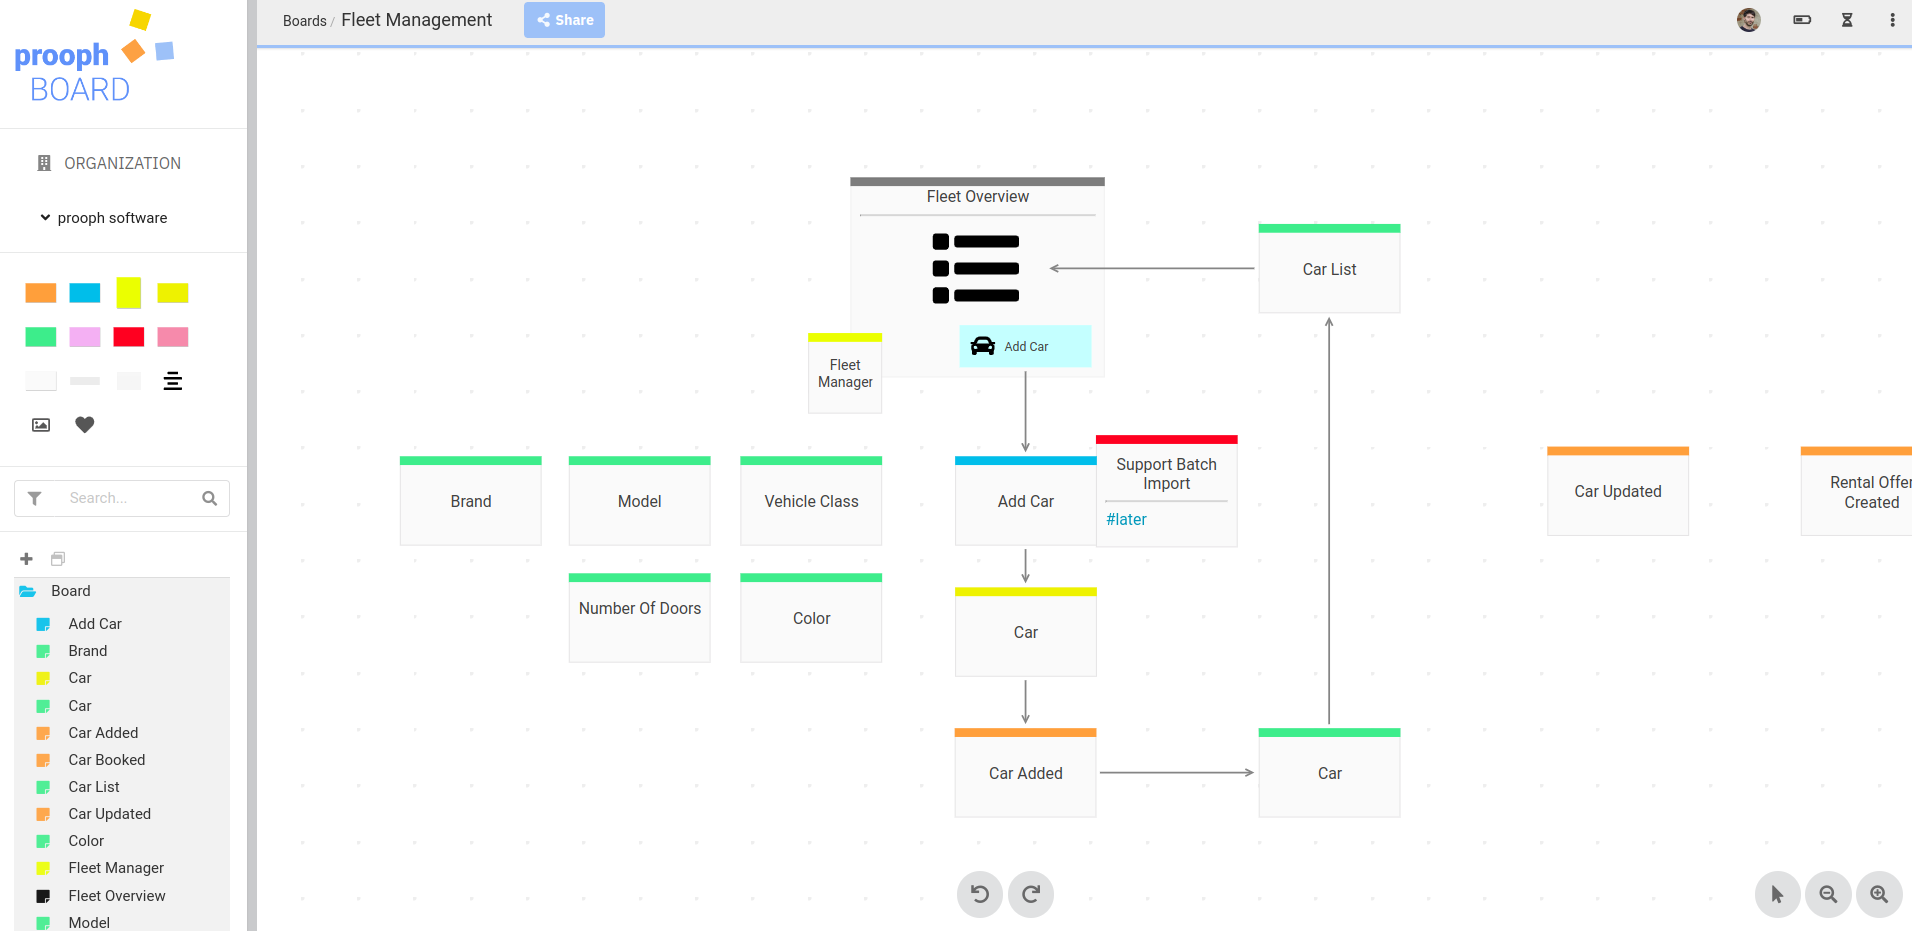 prooph
BOARD
ORGANIZATION
prooph software
Search...
Board
Add Car
Brand
Car
Car
Car Added
Car Booked
Car List
Car Updated
Color
Fleet Manager
Fleet Overview
Model
Boards / Fleet Management
Share
Fleet Overview
Add Car
Fleet
Manager
Car List
Brand
Model
Vehicle Class
Add Car
Support Batch
Import
#later
Car Updated
Rental Offer
Created
Number Of Doors
Color
Car
Car Added
Car